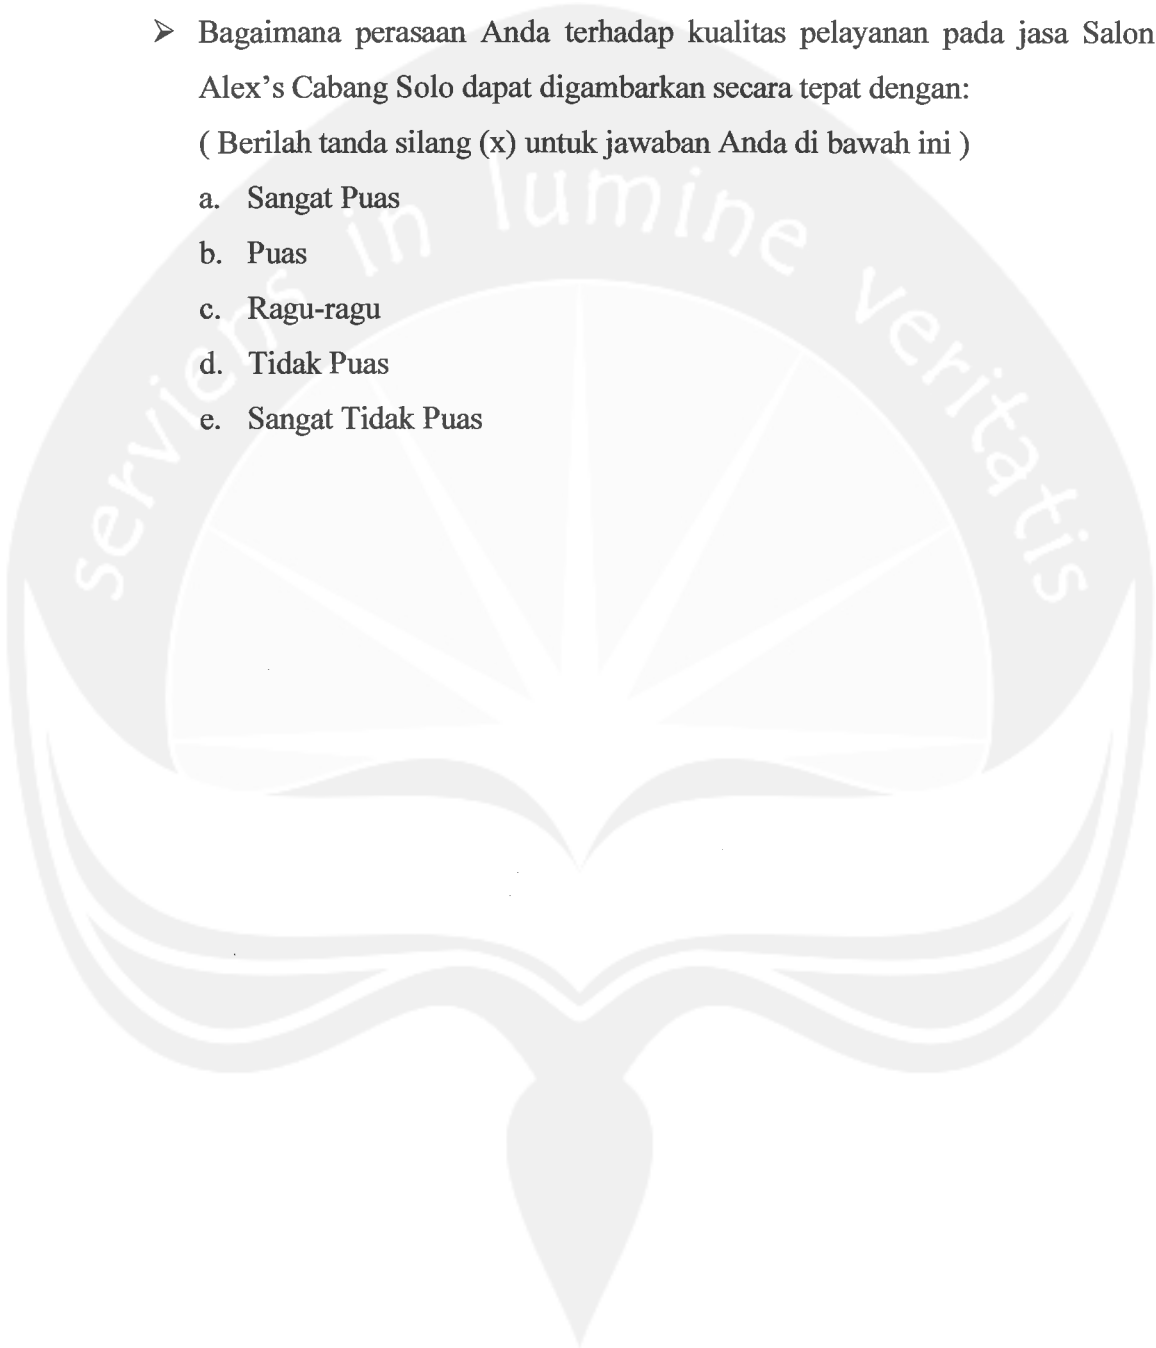 ➢ Bagaimana perasaan Anda terhadap kualitas pelayanan pada jasa Salon
Alex's Cabang Solo dapat digambarkan secara tepat dengan:
( Berilah tanda silang (x) untuk jawaban Anda di bawah ini )
a. Sangat Puas
b. Puas
c. Ragu-ragu
d. Tidak Puas
e. Sangat Tidak Puas
serviens in lumine veritatis